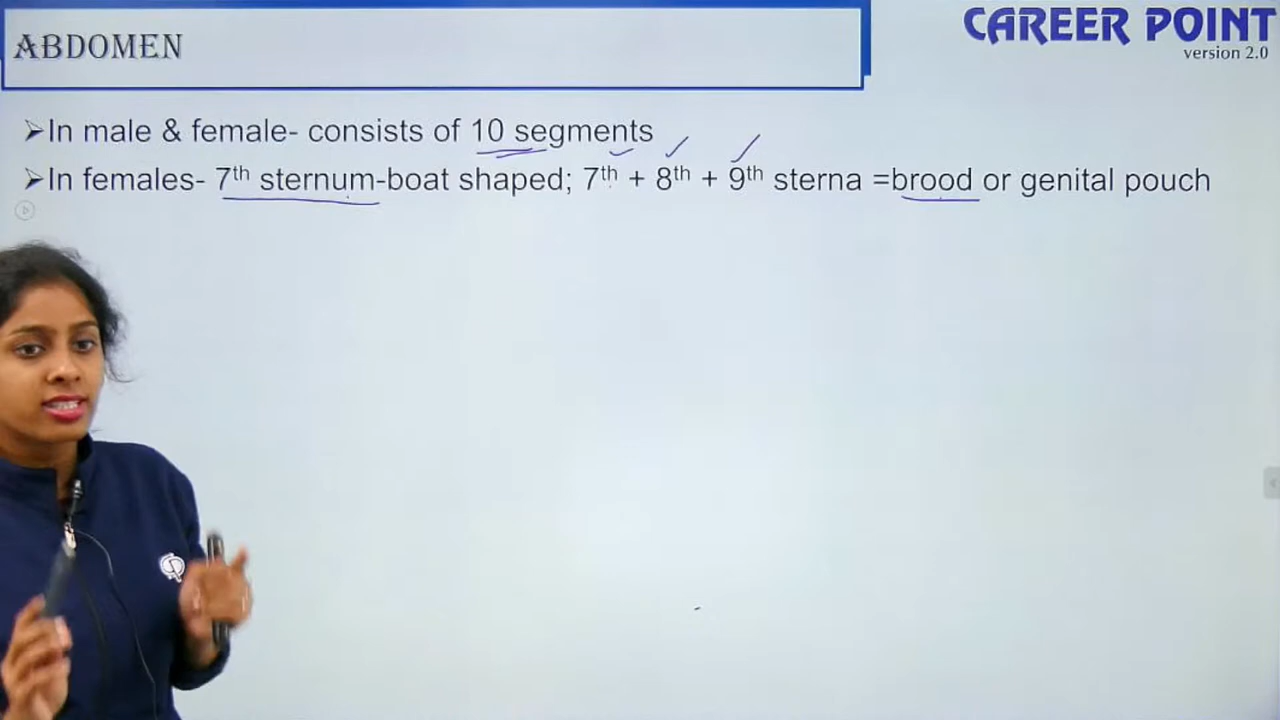 ABDOMEN
CAREER POINT
version 2.0
➢In male & female- consists of 10 segments
➢In females- 7th sternum-boat shaped; 7th + 8th + 9th sterna =brood or genital pouch